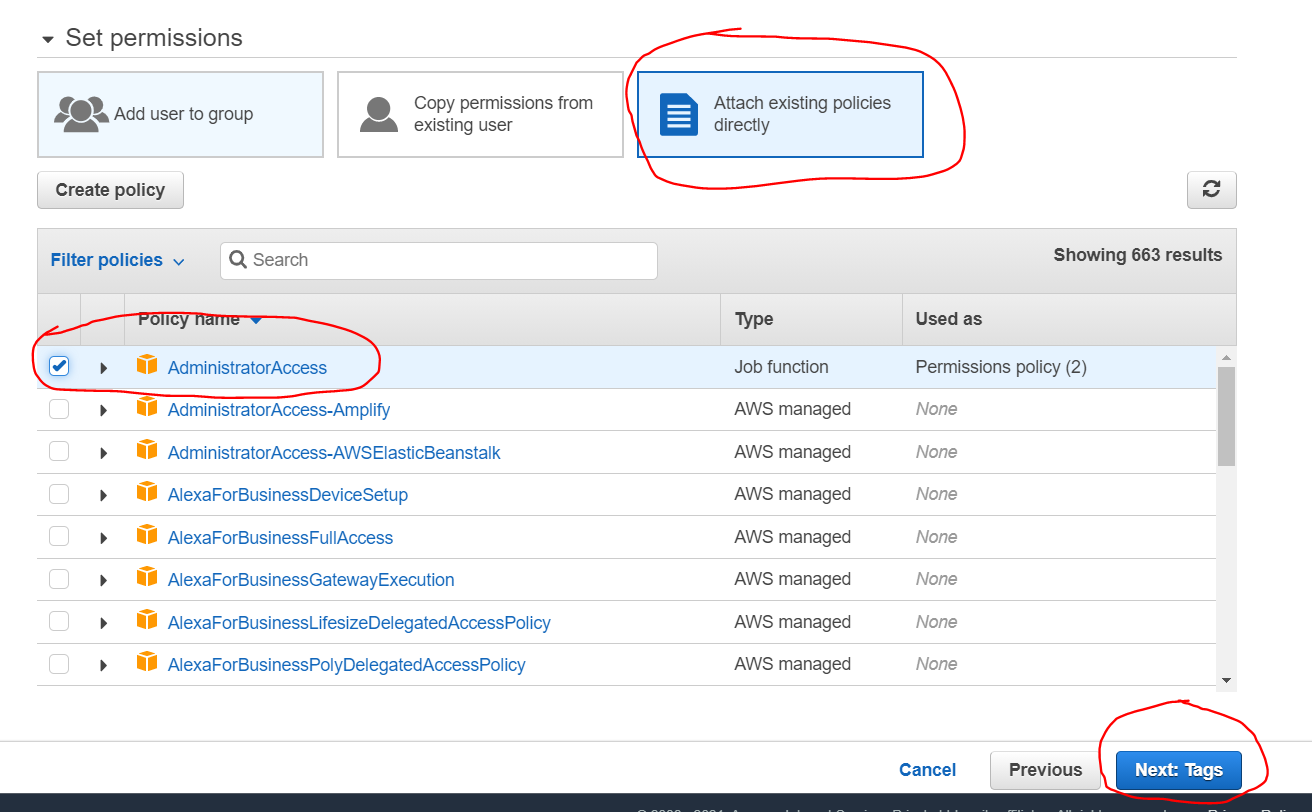 Set permissions
Add user to group
Copy permissions from
existing user
Attach existing policies
directly
Create policy
Filter policies
Search
Showing 663 results
Policy name Type Used as
AdministratorAccess Job function Permissions policy (2)
AdministratorAccess-Amplify AWS managed None
AdministratorAccess-AWSElasticBeanstalk AWS managed None
AlexaForBusinessDeviceSetup AWS managed None
AlexaForBusinessFullAccess AWS managed None
AlexaForBusinessGatewayExecution AWS managed None
AlexaForBusinessLifesizeDelegatedAccessPolicy AWS managed None
AlexaForBusinessPolyDelegatedAccessPolicy AWS managed None
Cancel Previous Next: Tags